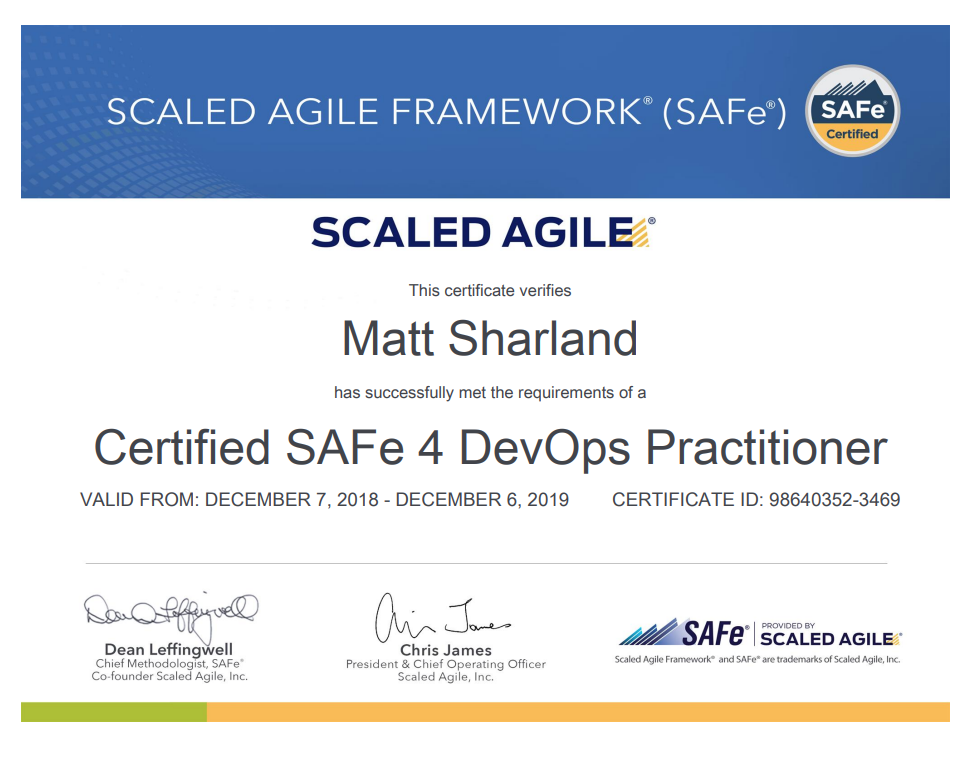 SCALED AGILE FRAMEWORK® (SAFe®)
SAFe®
Certified
SCALED AGILE®
This certificate verifies
Matt Sharland
has successfully met the requirements of a
Certified SAFe 4 DevOps Practitioner
VALID FROM: DECEMBER 7, 2018 - DECEMBER 6, 2019 CERTIFICATE ID: 98640352-3469
Dean Leffingwell
Chris James
Dean Leffingwell
Chief Methodologist, SAFe®
Co-founder Scaled Agile, Inc.
Chris James
President & Chief Operating Officer
Scaled Agile, Inc.
SAFe®
PROVIDED BY
SCALED AGILE®
Scaled Agile Framework® and SAFe® are trademarks of Scaled Agile, Inc.